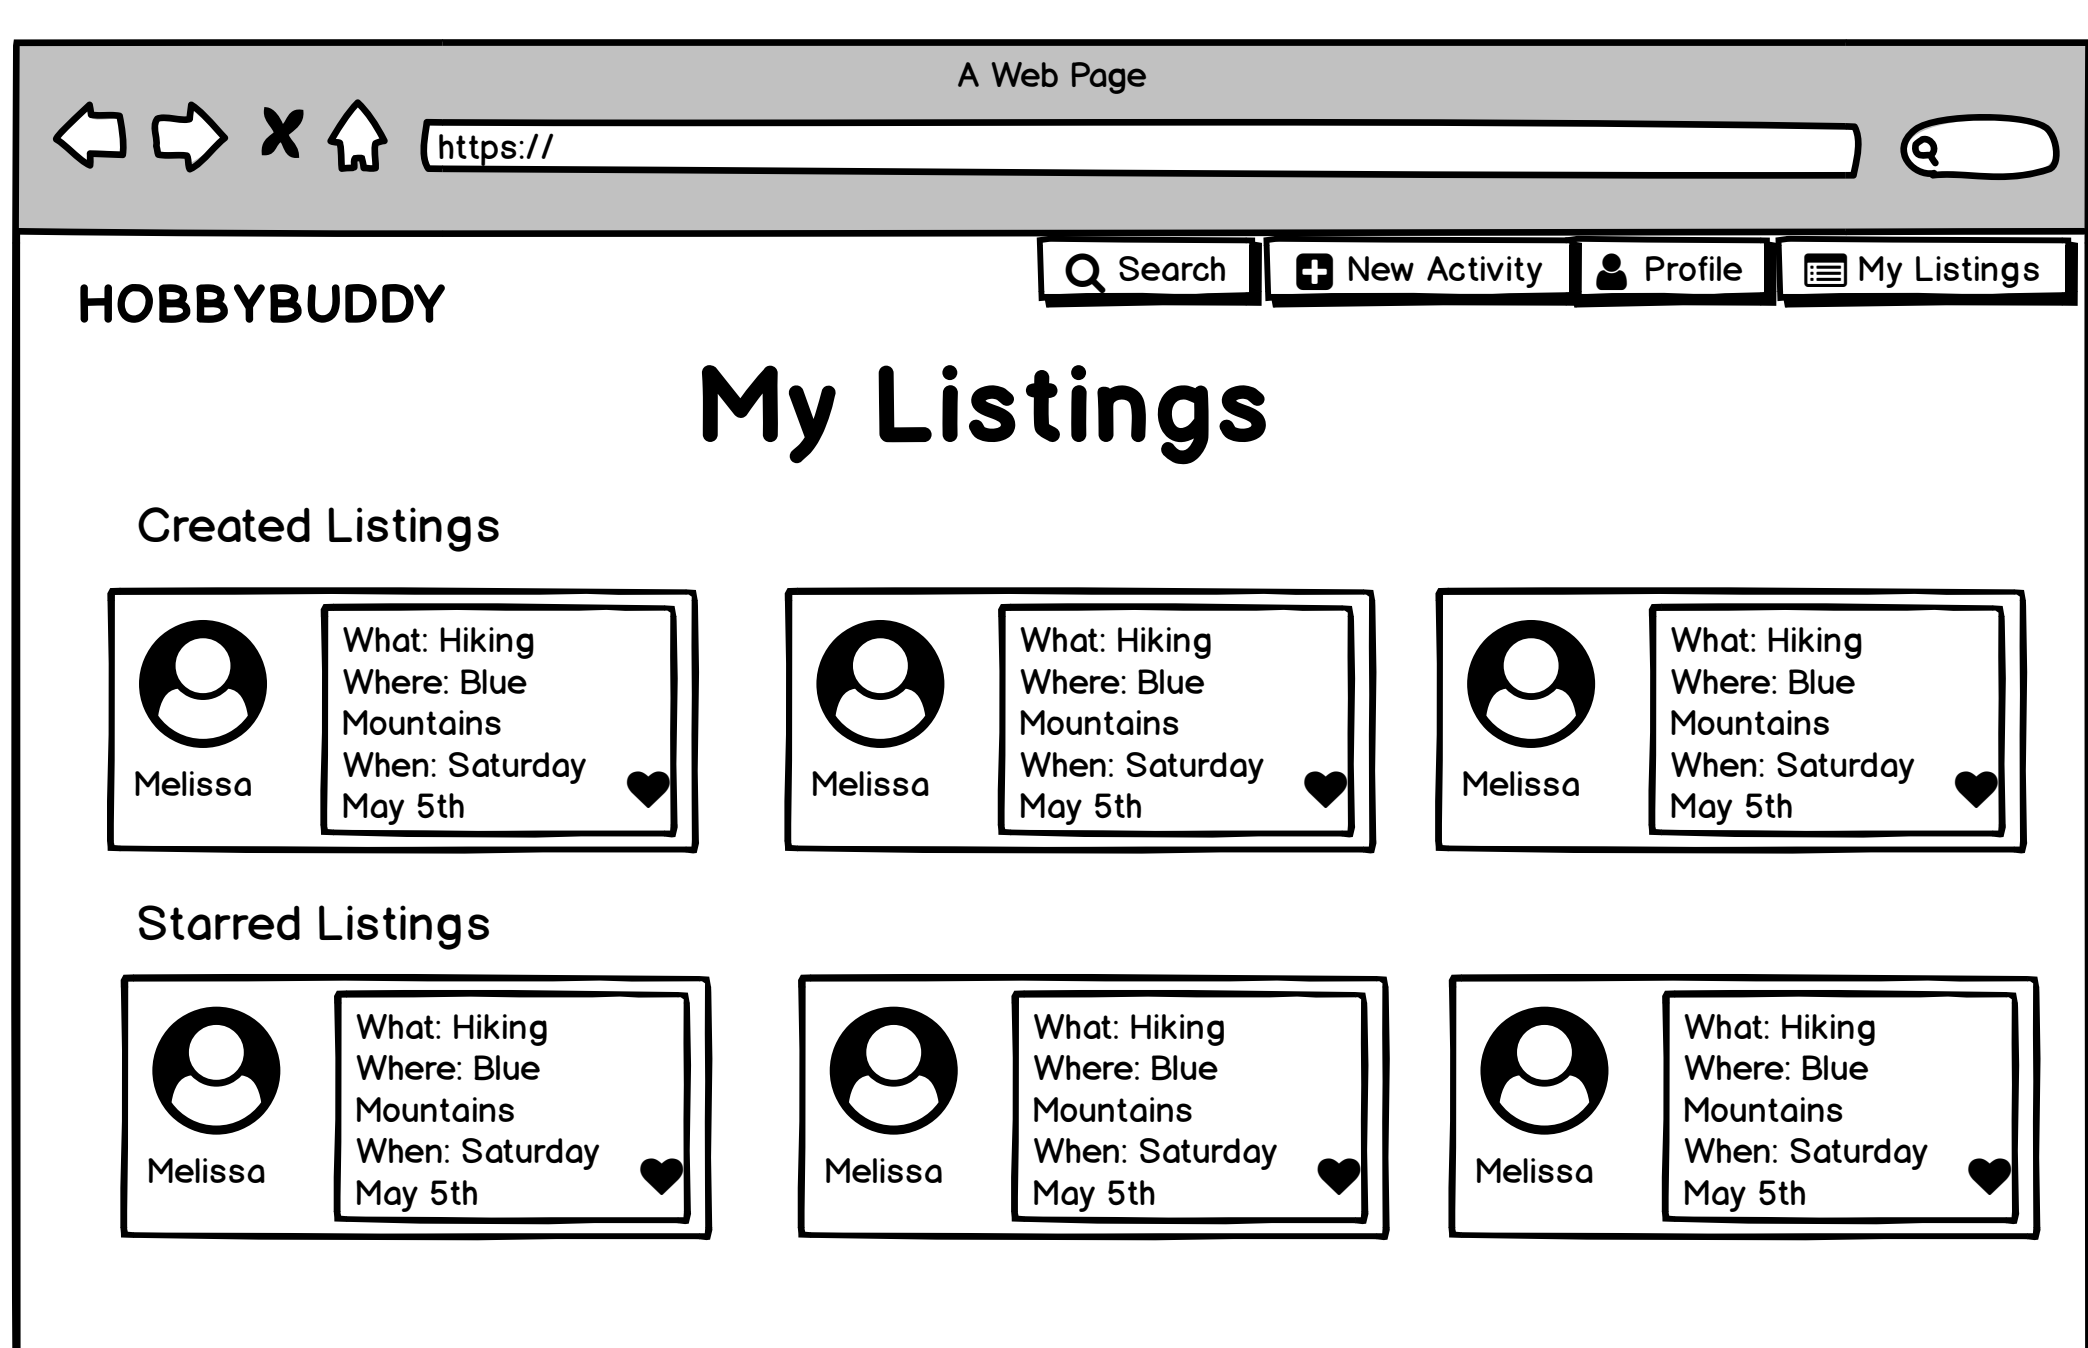 A Web Page
https://
Search
New Activity
Profile
My Listings
HOBBYBUDDY
My Listings
Created Listings
What: Hiking
Where: Blue
Mountains
When: Saturday
May 5th
Melissa
What: Hiking
Where: Blue
Mountains
When: Saturday
May 5th
Melissa
What: Hiking
Where: Blue
Mountains
When: Saturday
May 5th
Melissa
Starred Listings
What: Hiking
Where: Blue
Mountains
When: Saturday
May 5th
Melissa
What: Hiking
Where: Blue
Mountains
When: Saturday
May 5th
Melissa
What: Hiking
Where: Blue
Mountains
When: Saturday
May 5th
Melissa